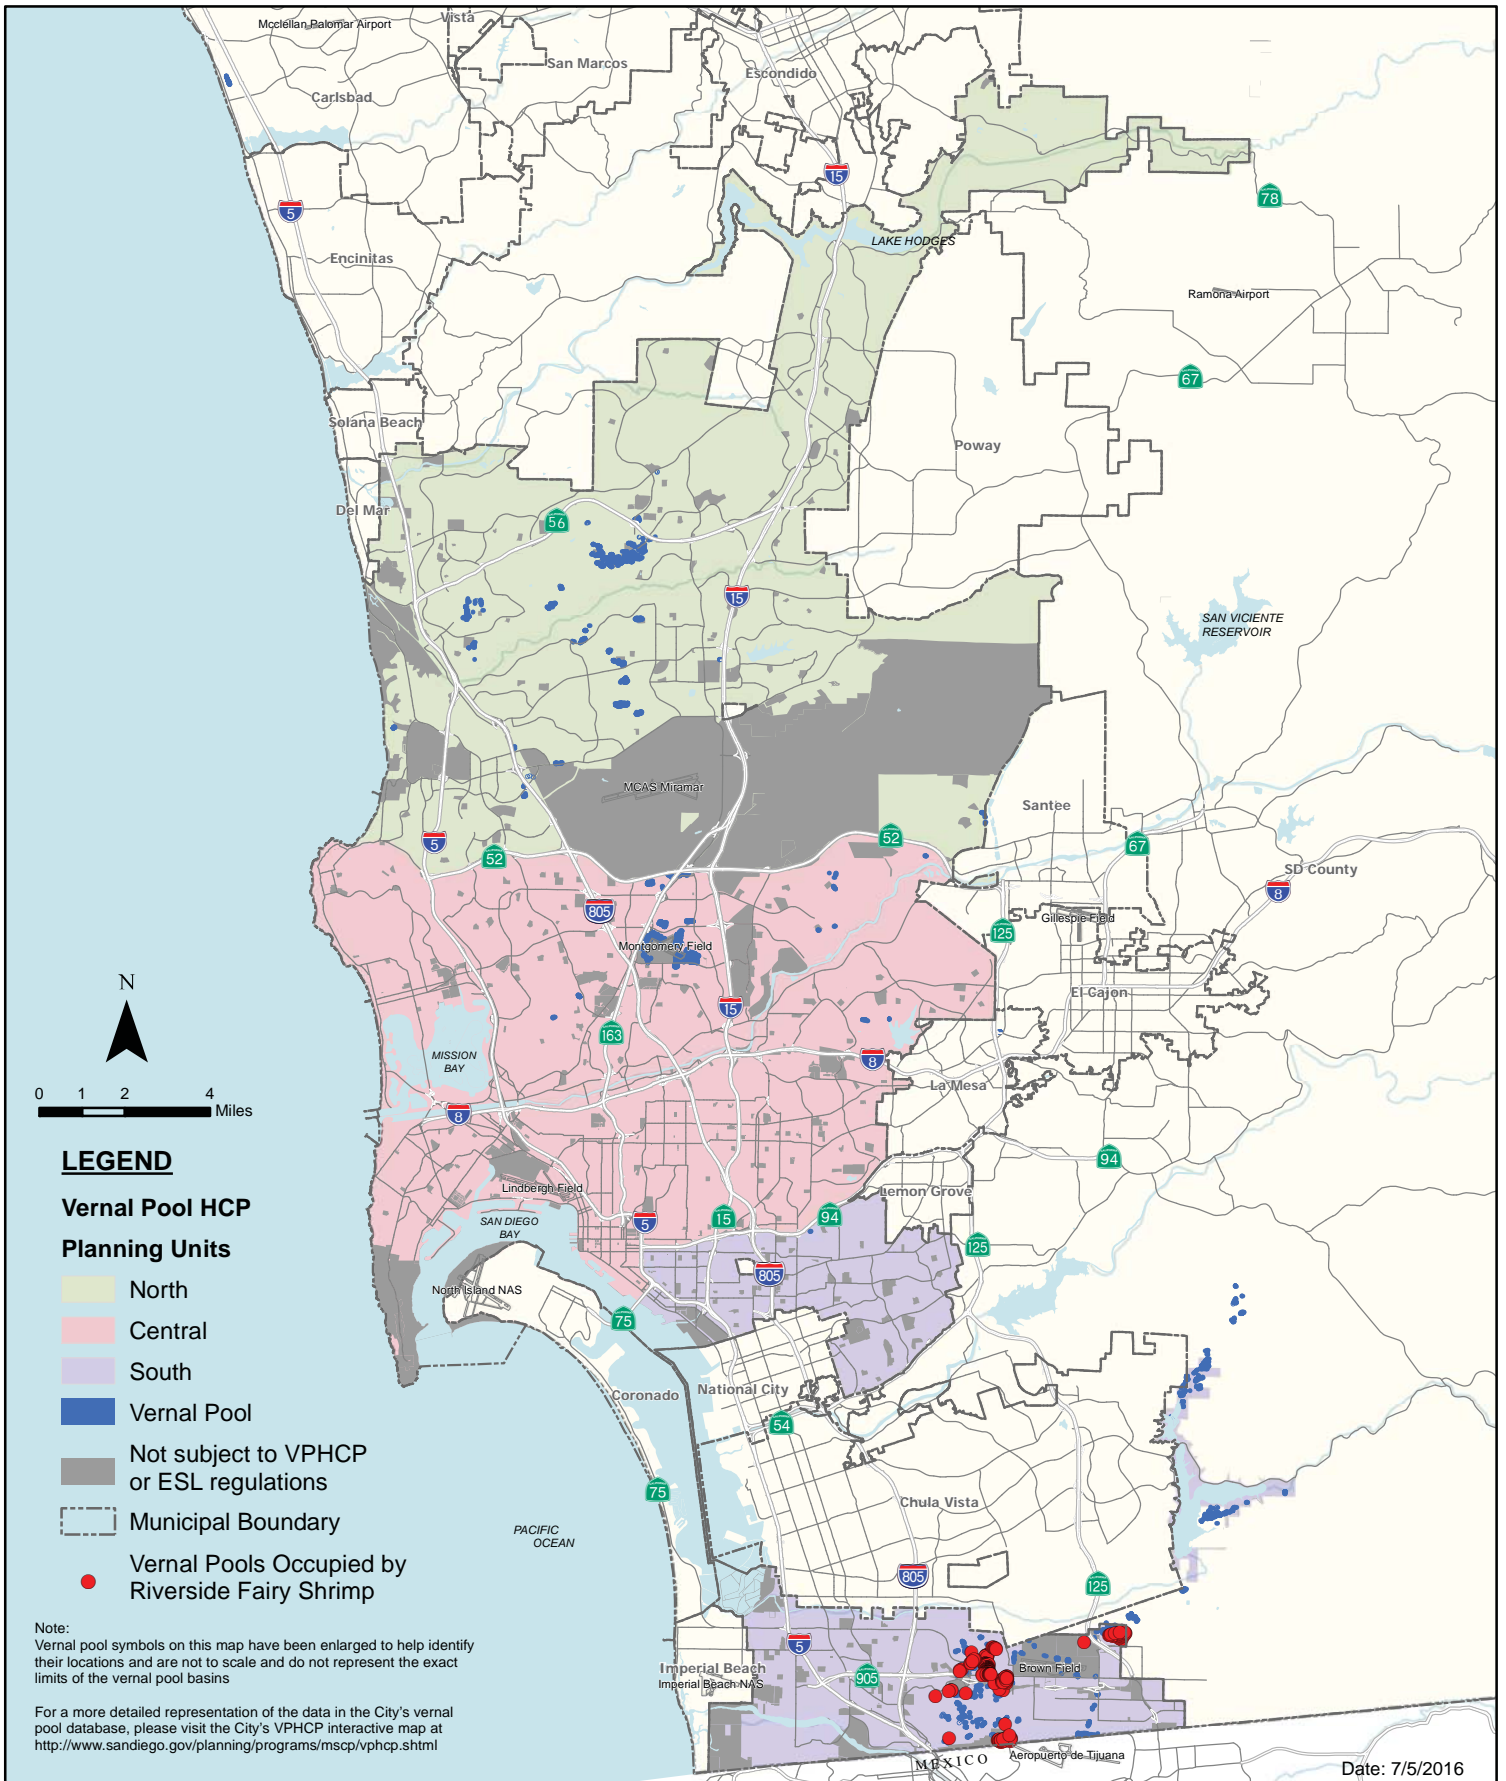 Mcclellan Palomar Airport
Vista
San Marcos
Escondido
Carlsbad
15
5
78
LAKE HODGES
Encinitas
Ramona Airport
67
Solana Beach
Poway
Del Mar
56
15
SAN VICIENTE
RESERVOIR
MCAS Miramar
Santee
5
52
52
67
SD County
8
805
Gillespie Field
125
Montgomery Field
El Cajon
N
15
163
MISSION
BAY
8
La Mesa
0 1 2 4
Miles
8
94
LEGEND
Vernal Pool HCP
Planning Units
North
Central
South
Vernal Pool
Not subject to VPHCP
or ESL regulations
Municipal Boundary
Vernal Pools Occupied by
Riverside Fairy Shrimp
Lindbergh Field
Lemon Grove
SAN DIEGO
BAY
5
15
94
125
805
North Island NAS
75
Coronado
National City
54
75
Chula Vista
PACIFIC
OCEAN
805
125
5
Imperial Beach
Imperial Beach NAS
905
Brown Field
MEXICO
Aeropuerto de Tijuana
Note:
Vernal pool symbols on this map have been enlarged to help identify
their locations and are not to scale and do not represent the exact
limits of the vernal pool basins
For a more detailed representation of the data in the City's vernal
pool database, please visit the City's VPHCP interactive map at
http://www.sandiego.gov/planning/programs/mscp/vphcp.shtml
Date: 7/5/2016